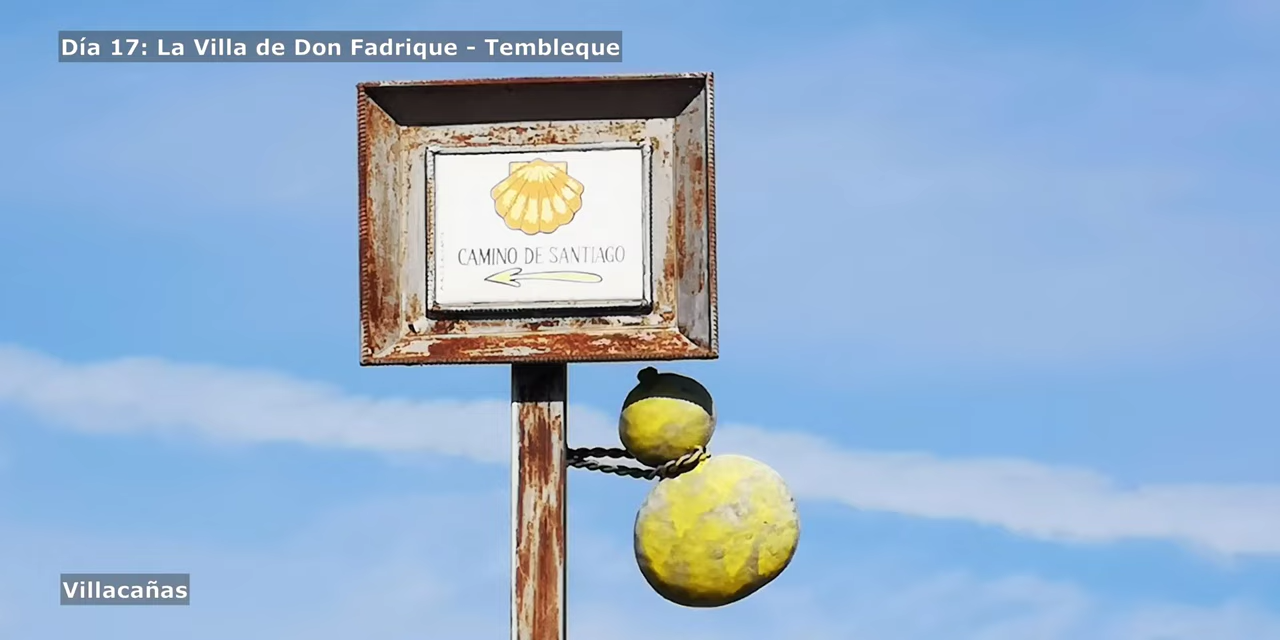 Día 17: La Villa de Don Fadrique - Tembleque
CAMINO DE SANTIAGO
Villacañas